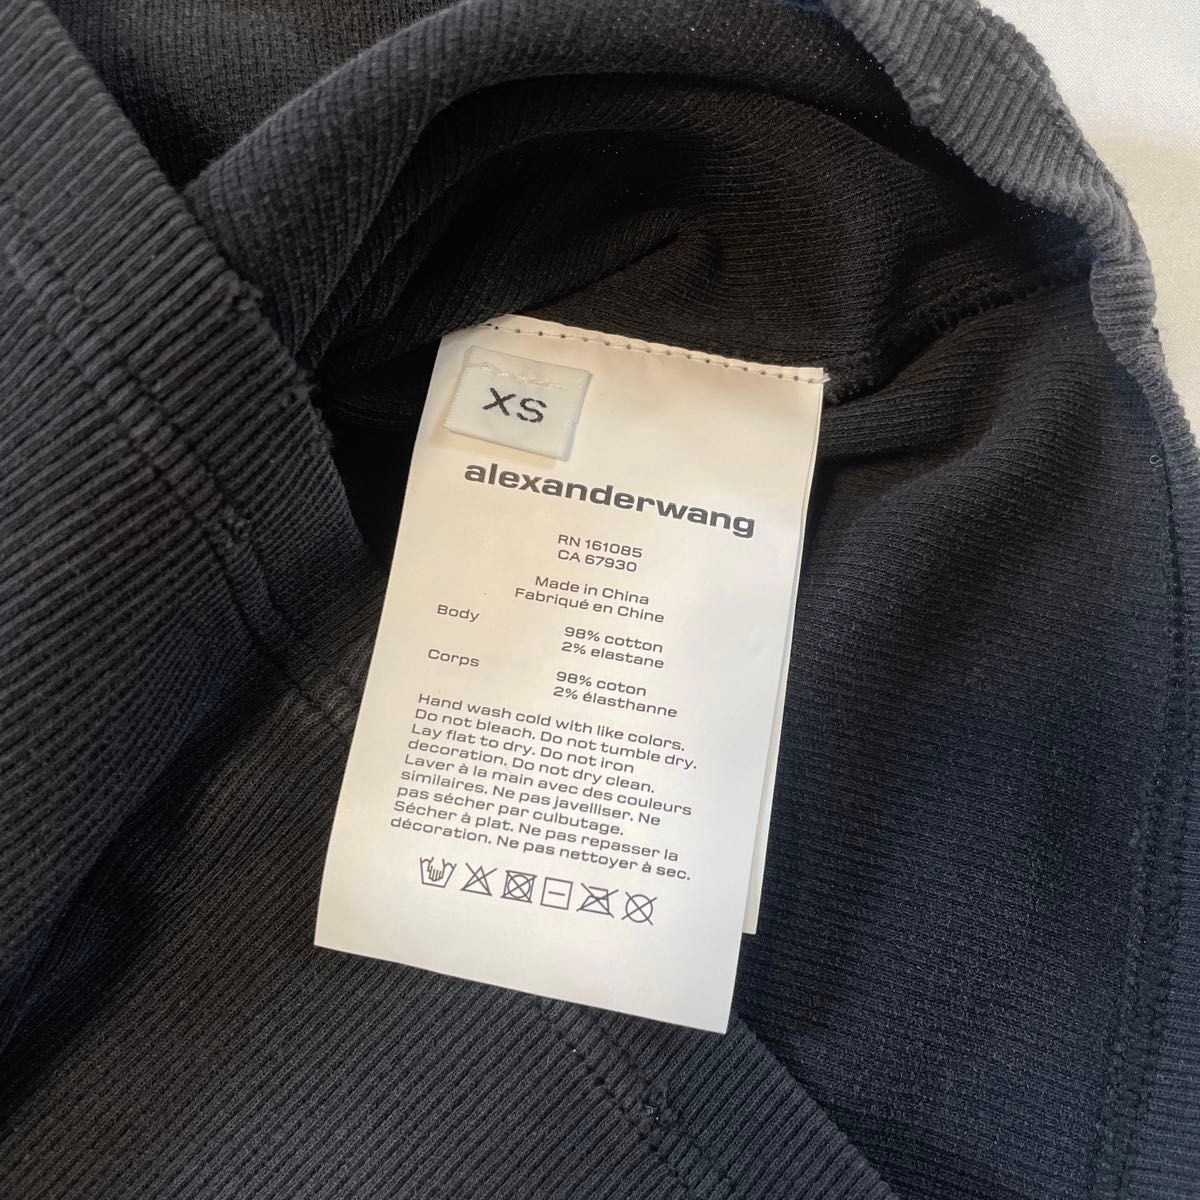 XS
alexanderwang
RN 161085
CA 67930
Made in China
Fabriqué en Chine
Body
98% cotton
2% elastane
Corps
98% coton
2% élasthanne
Hand wash cold with like colors.
Do not bleach. Do not tumble dry.
Lay flat to dry. Do not iron
decoration. Do not dry clean.
Laver à la main avec des couleurs
similaires. Ne pas javelliser. Ne
pas sécher par culbutage.
Sécher à plat. Ne pas repasser la
décoration. Ne pas nettoyer à sec.